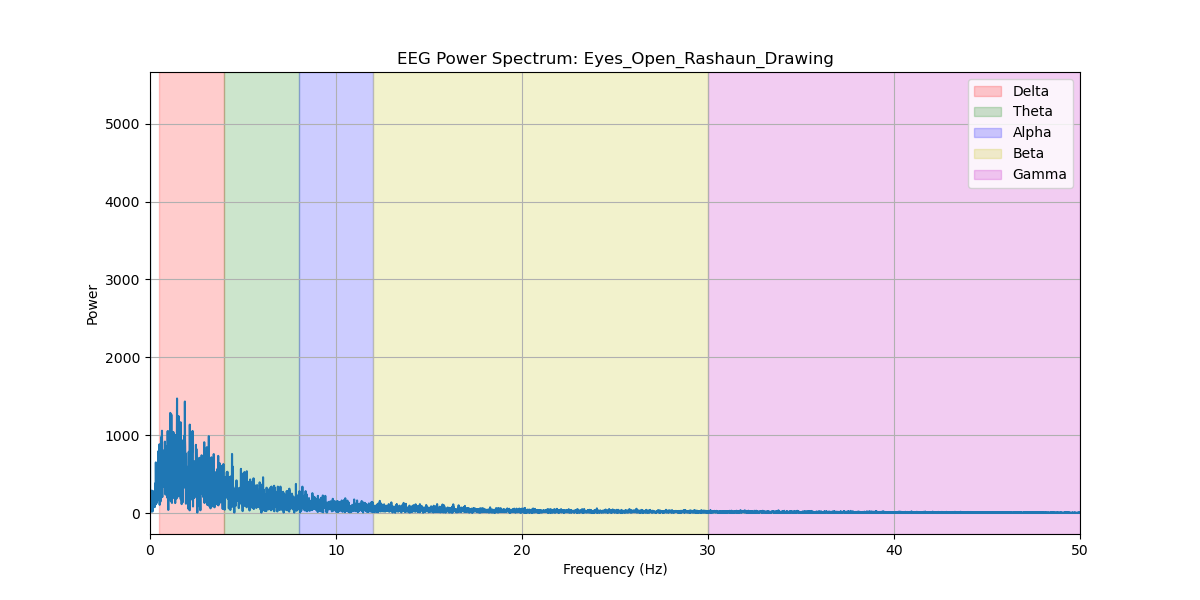 EEG Power Spectrum: Eyes_Open_Rashaun_Drawing
Delta
Theta
Alpha
Beta
Gamma
5000
4000
3000
2000
1000
0
Power
0 10 20 30 40 50
Frequency (Hz)